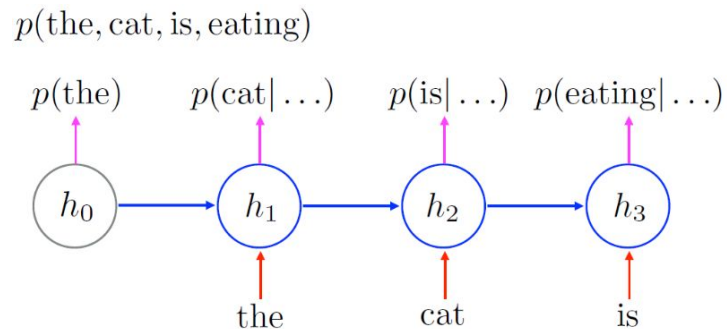 p(the, cat, is, eating)
p(the) p(cat| …) p(is| …) p(eating| …)
h₀ h₁ h₂ h₃
the cat is